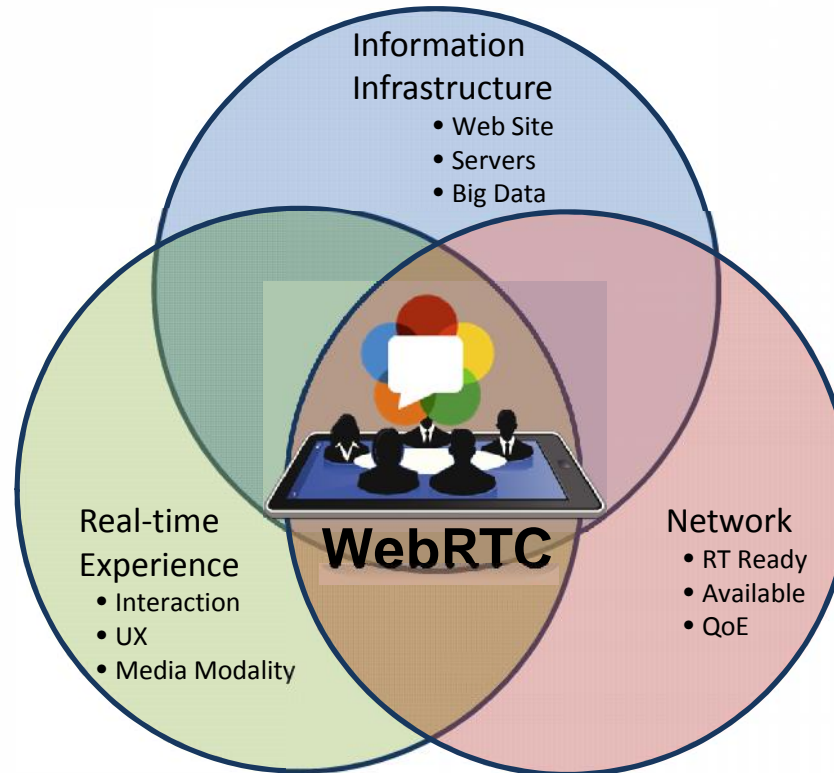 Information
Infrastructure
• Web Site
• Servers
• Big Data
Real-time
Experience
• Interaction
• UX
• Media Modality
Network
• RT Ready
• Available
• QoE
WebRTC